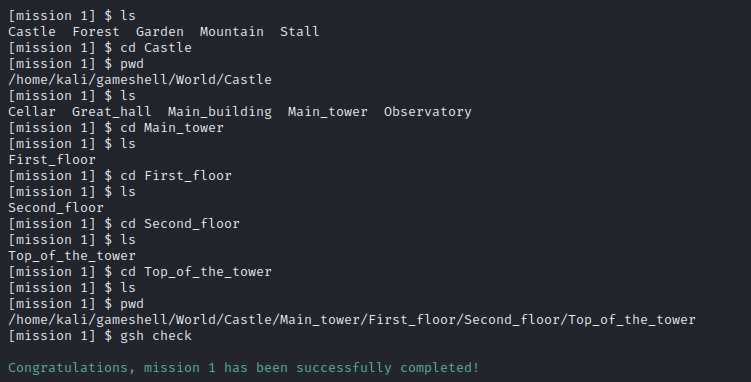 [mission 1] $ ls
Castle  Forest  Garden  Mountain  Stall
[mission 1] $ cd Castle
[mission 1] $ pwd
/home/kali/gameshell/World/Castle
[mission 1] $ ls
Cellar  Great_hall  Main_building  Main_tower  Observatory
[mission 1] $ cd Main_tower
[mission 1] $ ls
First_floor
[mission 1] $ cd First_floor
[mission 1] $ ls
Second_floor
[mission 1] $ cd Second_floor
[mission 1] $ ls
Top_of_the_tower
[mission 1] $ cd Top_of_the_tower
[mission 1] $ ls
[mission 1] $ pwd
/home/kali/gameshell/World/Castle/Main_tower/First_floor/Second_floor/Top_of_the_tower
[mission 1] $ gsh check
Congratulations, mission 1 has been successfully completed!